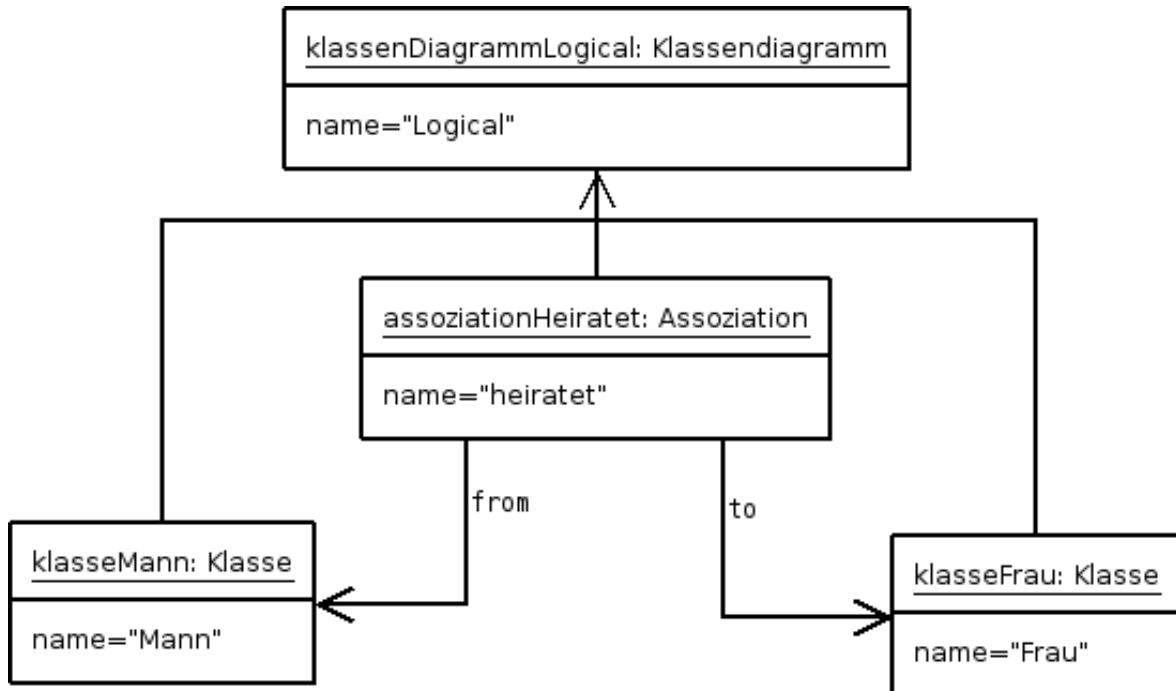 klassenDiagrammLogical: Klassendiagramm
name="Logical"
assoziationHeiratet: Assoziation
name="heiratet"
from
to
klasseMann: Klasse
name="Mann"
klasseFrau: Klasse
name="Frau"